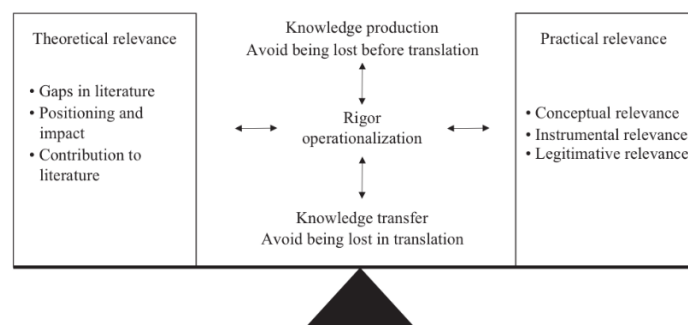 Theoretical relevance
• Gaps in literature
• Positioning and
impact
• Contribution to
literature
Knowledge production
Avoid being lost before translation
Rigor
operationalization
Knowledge transfer
Avoid being lost in translation
Practical relevance
• Conceptual relevance
• Instrumental relevance
• Legitimative relevance